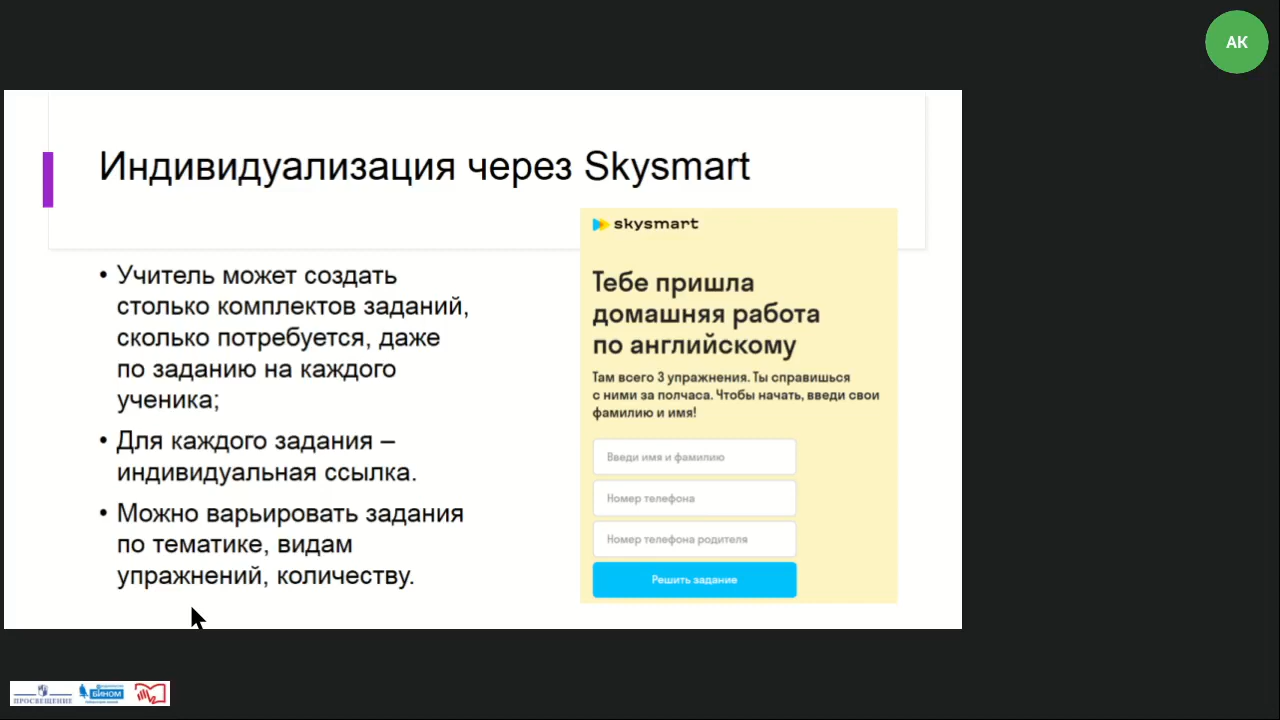 АК
Индивидуализация через Skysmart
• Учитель может создать
столько комплектов заданий,
сколько потребуется, даже
по заданию на каждого
ученика;
• Для каждого задания –
индивидуальная ссылка.
• Можно варьировать задания
по тематике, видам
упражнений, количеству.
skysmart
Тебе пришла
домашняя работа
по английскому
Там всего 3 упражнения. Ты справишься
с ними за полчаса. Чтобы начать, введи свои
фамилию и имя!
Введи имя и фамилию
Номер телефона
Номер телефона родителя
Решить задание
ПРОСВЕЩЕНИЕ
БИНОМ